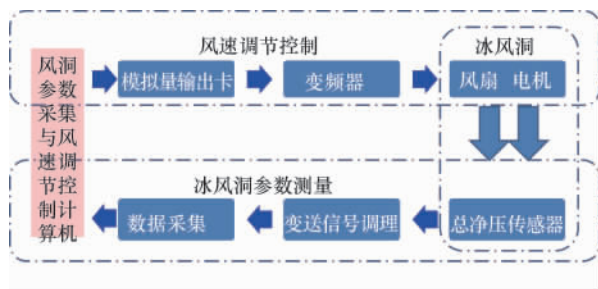 风速调节控制
冰风洞
风洞
参数
采集
与风
速调
节控
制计
算机
模拟量输出卡
变频器
风扇 电机
冰风洞参数测量
数据采集
变送信号调理
总净压传感器